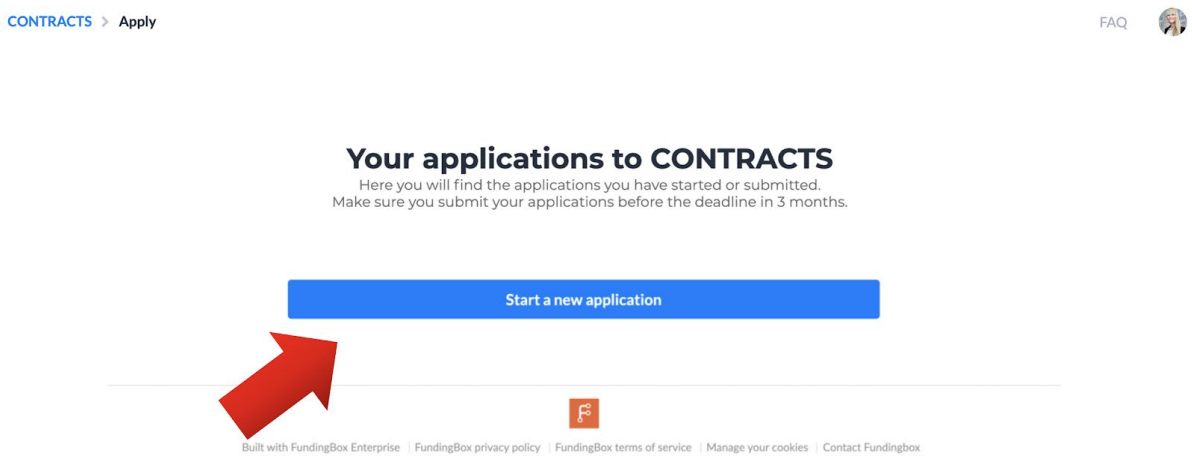 CONTRACTS > Apply
FAQ
Your applications to CONTRACTS
Here you will find the applications you have started or submitted.
Make sure you submit your applications before the deadline in 3 months.
Start a new application
Built with FundingBox Enterprise | FundingBox privacy policy | FundingBox terms of service | Manage your cookies | Contact Fundingbox